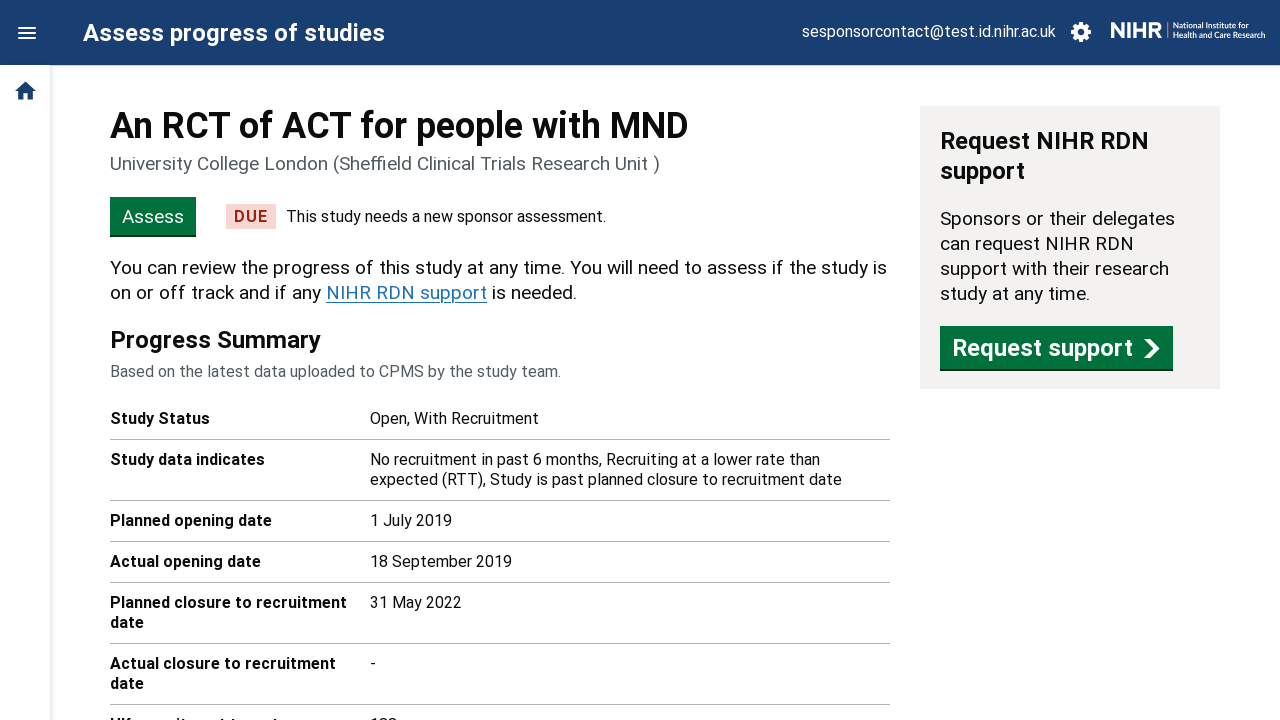 Assess progress of studies
sesponsorcontact@test.id.nihr.ac.uk
NIHR | National Institute for
Health and Care Research
An RCT of ACT for people with MND
University College London (Sheffield Clinical Trials Research Unit )
Assess
DUE
This study needs a new sponsor assessment.
You can review the progress of this study at any time. You will need to assess if the study is
on or off track and if any NIHR RDN support is needed.
Progress Summary
Based on the latest data uploaded to CPMS by the study team.
Study Status
Open, With Recruitment
Study data indicates
No recruitment in past 6 months, Recruiting at a lower rate than
expected (RTT), Study is past planned closure to recruitment date
Planned opening date
1 July 2019
Actual opening date
18 September 2019
Planned closure to recruitment
date
31 May 2022
Actual closure to recruitment
date
-
Request NIHR RDN
support
Sponsors or their delegates
can request NIHR RDN
support with their research
study at any time.
Request support